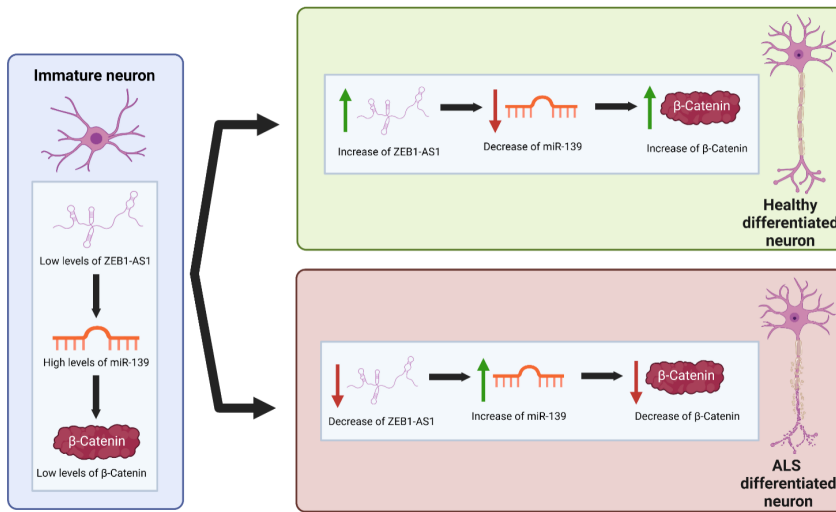 Immature neuron
Low levels of ZEB1-AS1
High levels of miR-139
β-Catenin
Low levels of β-Catenin
Increase of ZEB1-AS1
Decrease of miR-139
β-Catenin
Increase of β-Catenin
Healthy
differentiated
neuron
Decrease of ZEB1-AS1
Increase of miR-139
β-Catenin
Decrease of β-Catenin
ALS
differentiated
neuron